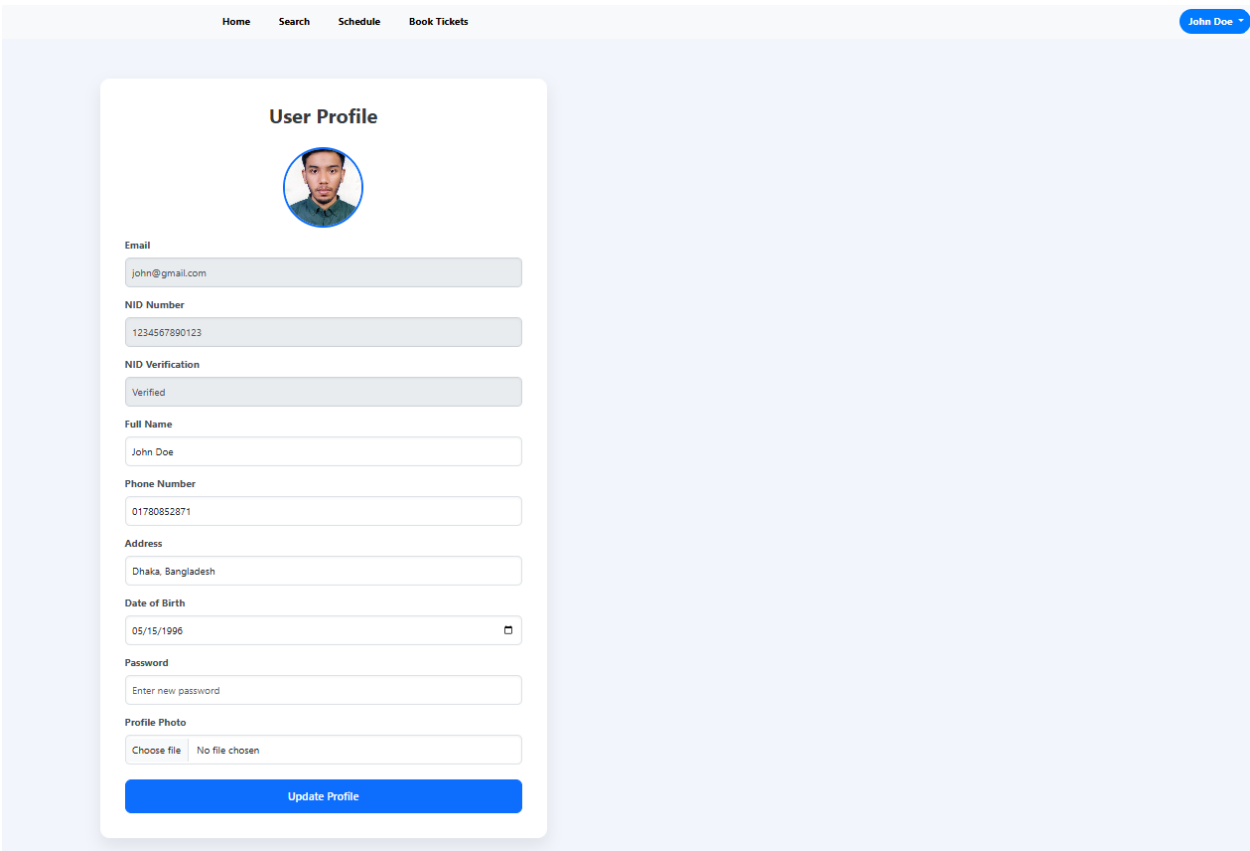 Home Search Schedule Book Tickets John Doe
User Profile
Email
john@gmail.com
NID Number
1234567890123
NID Verification
Verified
Full Name
John Doe
Phone Number
01780852871
Address
Dhaka, Bangladesh
Date of Birth
05/15/1996
Password
Enter new password
Profile Photo
Choose file No file chosen
Update Profile